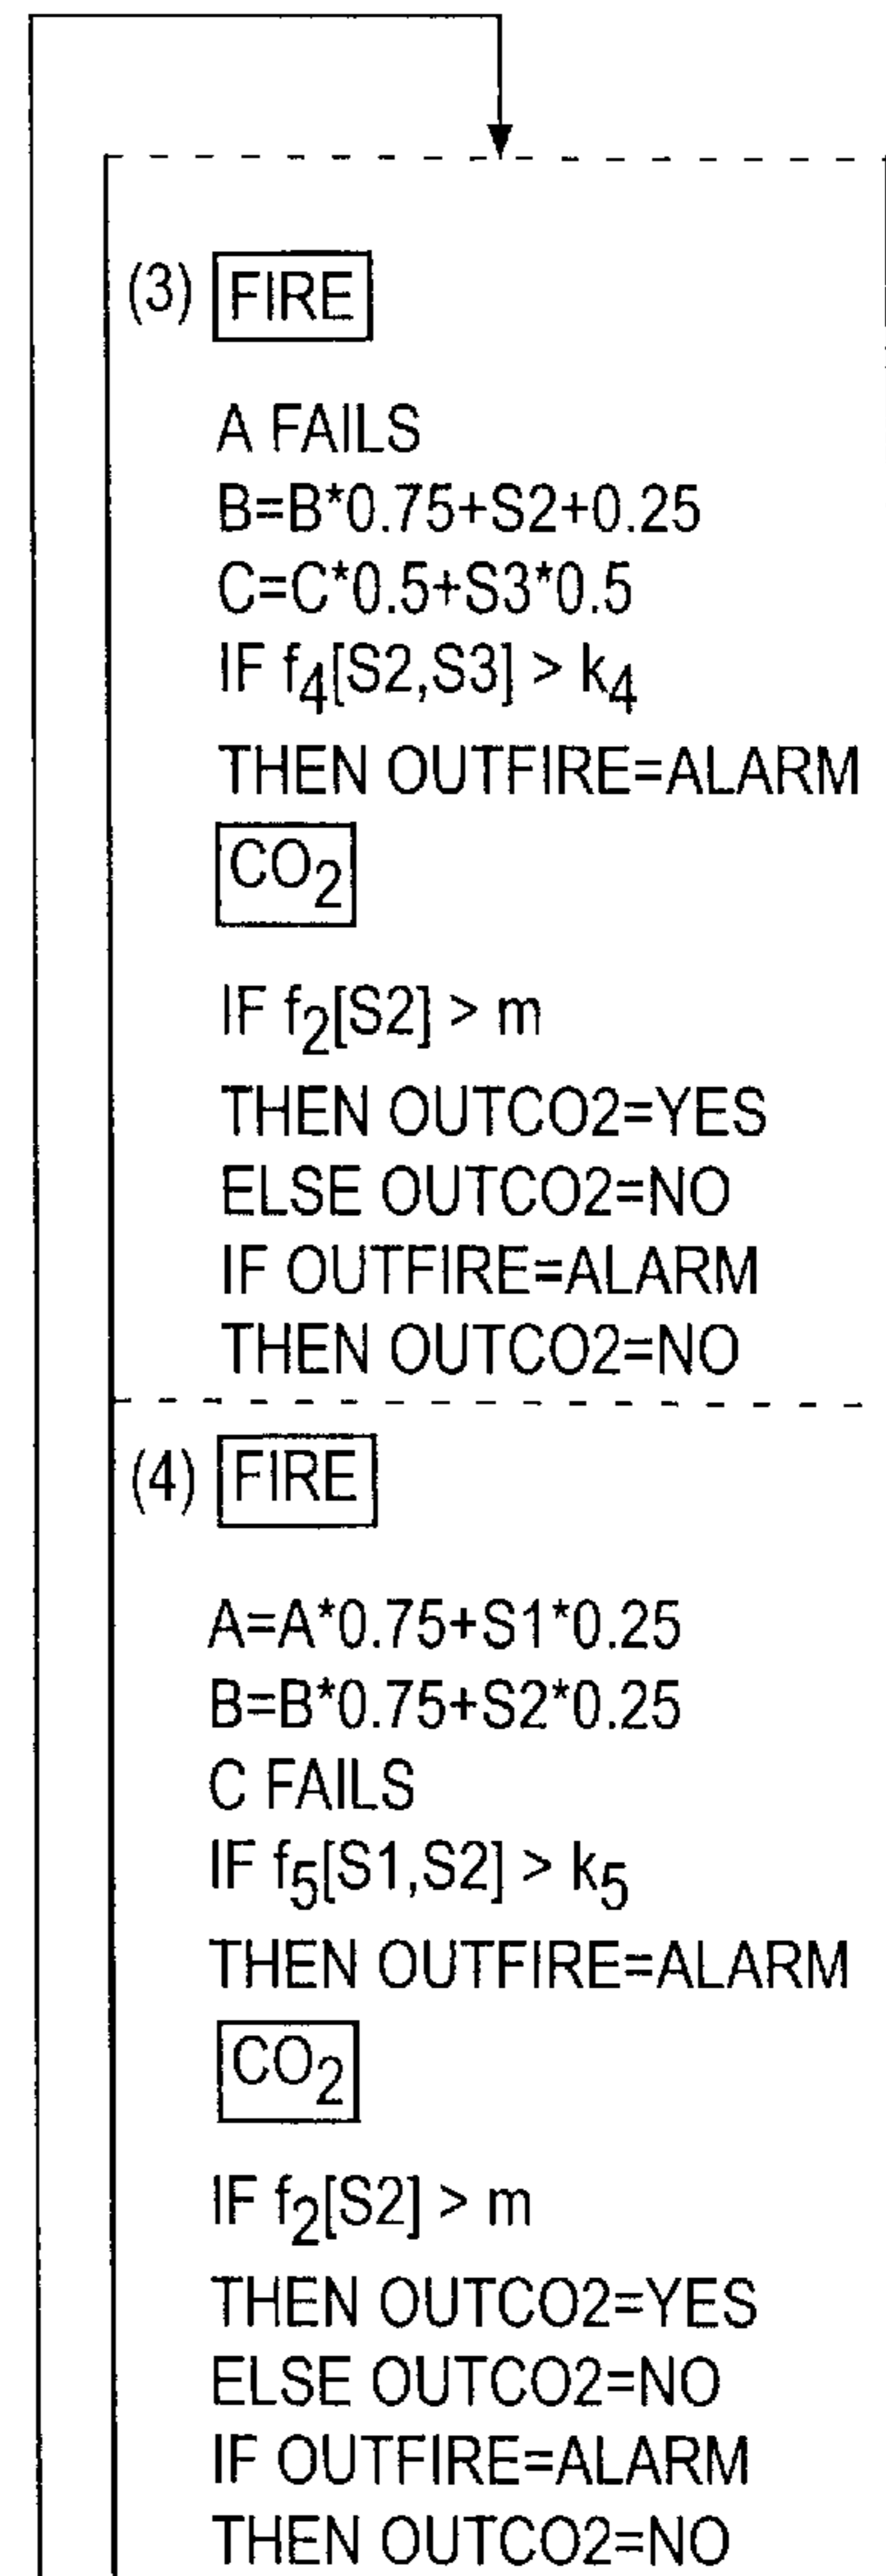 (3) FIRE
A FAILS
B=B*0.75+S2+0.25
C=C*0.5+S3*0.5
IF f4[S2,S3] > k4
THEN OUTFIRE=ALARM
CO2
IF f2[S2] > m
THEN OUTCO2=YES
ELSE OUTCO2=NO
IF OUTFIRE=ALARM
THEN OUTCO2=NO
(4) FIRE
A=A*0.75+S1*0.25
B=B*0.75+S2*0.25
C FAILS
IF f5[S1,S2] > k5
THEN OUTFIRE=ALARM
CO2
IF f2[S2] > m
THEN OUTCO2=YES
ELSE OUTCO2=NO
IF OUTFIRE=ALARM
THEN OUTCO2=NO